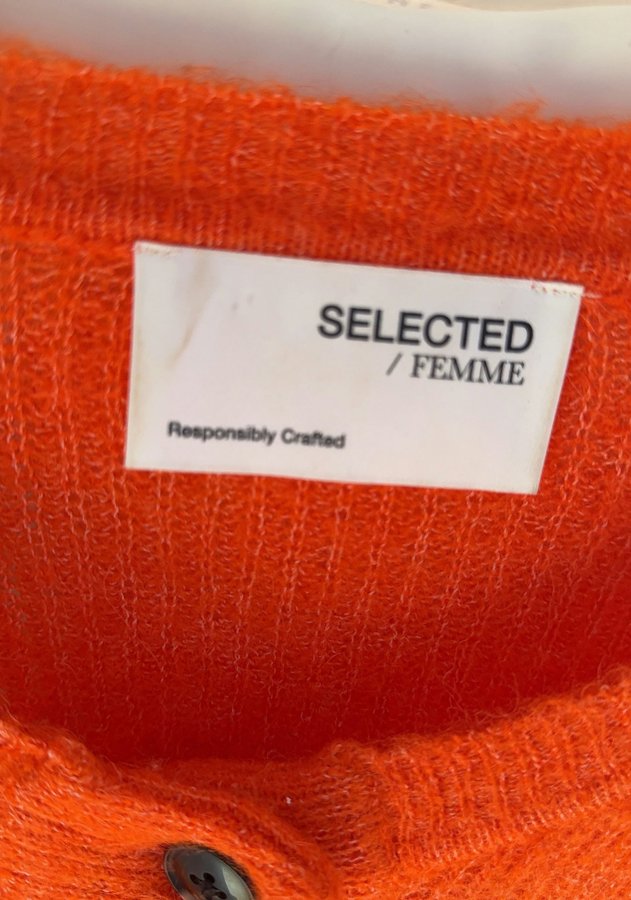 SELECTED
/ FEMME
Responsibly Crafted